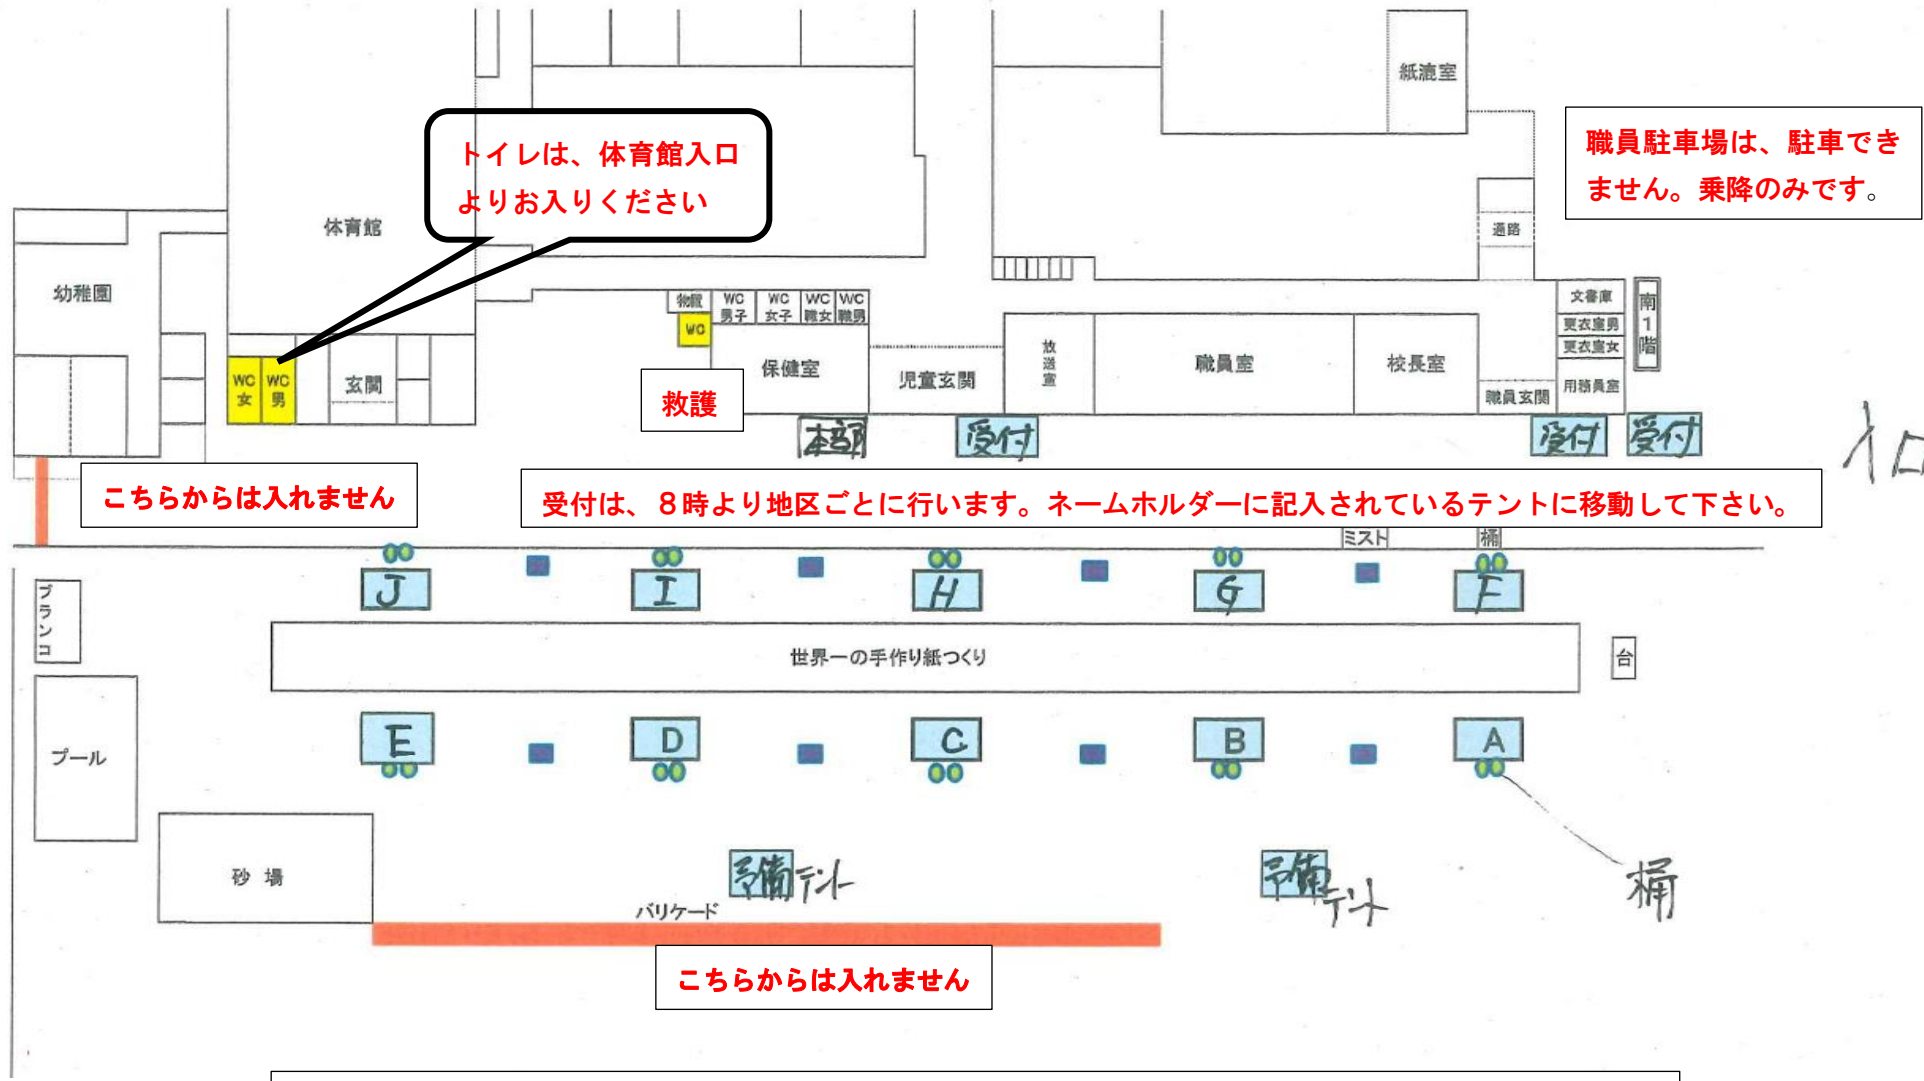 紙漉室
トイレは、体育館入口
よりお入りください
職員駐車場は、駐車でき
ません。乗降のみです。
体育館
通路
幼稚園
物置
WC
男子
WC
女子
WC
職女
WC
職男
文書庫
更衣室男
更衣室女
用務員室
南1階
WC
保健室
児童玄関
放送室
職員室
校長室
職員玄関
WC
女
WC
男
玄関
救護
本部
受付
受付
受付
入口
こちらからは入れません
受付は、8時より地区ごとに行います。ネームホルダーに記入されているテントに移動して下さい。
ミスト
桶
J
I
H
G
F
ブランコ
世界一の手作り紙つくり
台
E
D
C
B
A
プール
砂場
予備テント
予備テント
桶
バリケード
こちらからは入れません